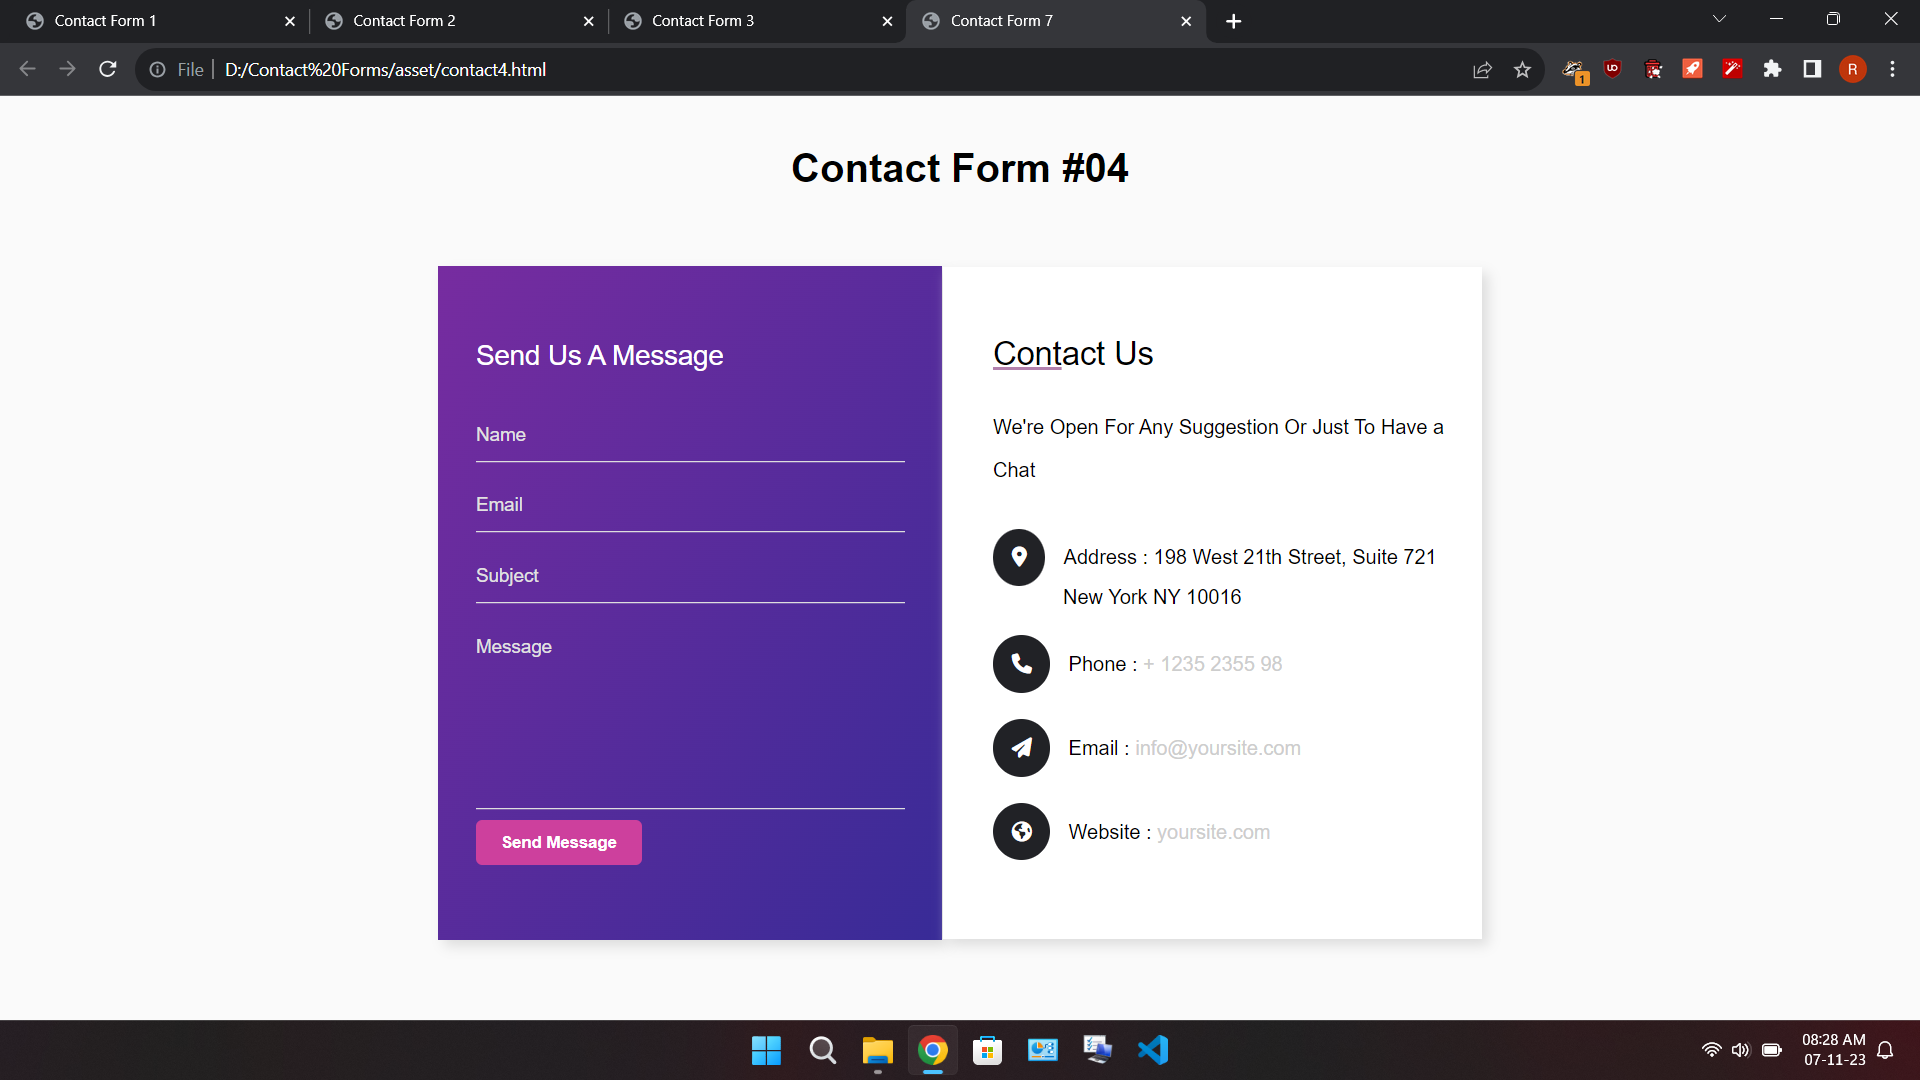 Contact Form 1
Contact Form 2
Contact Form 3
Contact Form 7
File
D:/Contact%20Forms/asset/contact4.html
1
R
Contact Form #04
Send Us A Message
Name
Email
Subject
Message
Send Message
Contact Us
We're Open For Any Suggestion Or Just To Have a
Chat
Address : 198 West 21th Street, Suite 721
New York NY 10016
Phone : + 1235 2355 98
Email : info@yoursite.com
Website : yoursite.com
08:28 AM
07-11-23